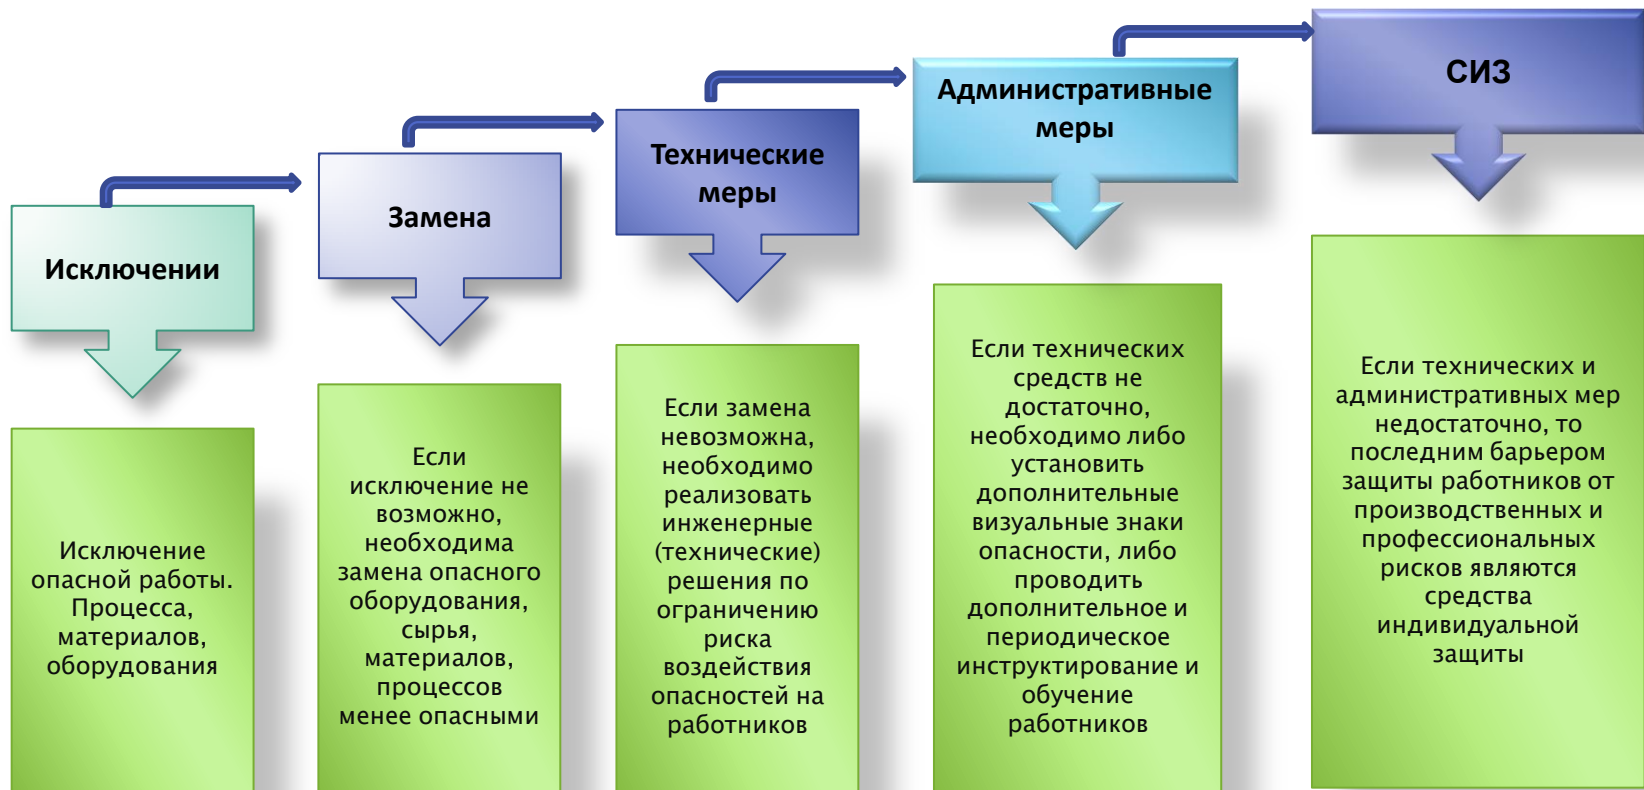 Исключении
Исключение
опасной работы.
Процесса,
материалов,
оборудования
Замена
Если
исключение не
возможно,
необходима
замена опасного
оборудования,
сырья,
материалов,
процессов
менее опасными
Технические
меры
Если замена
невозможна,
необходимо
реализовать
инженерные
(технические)
решения по
ограничению
риска
воздействия
опасностей на
работников
Административные
меры
Если технических
средств не
достаточно,
необходимо либо
установить
дополнительные
визуальные знаки
опасности, либо
проводить
дополнительное и
периодическое
инструктирование и
обучение
работников
СИЗ
Если технических и
административных мер
недостаточно, то
последним барьером
защиты работников от
производственных и
профессиональных
рисков являются
средства
индивидуальной
защиты